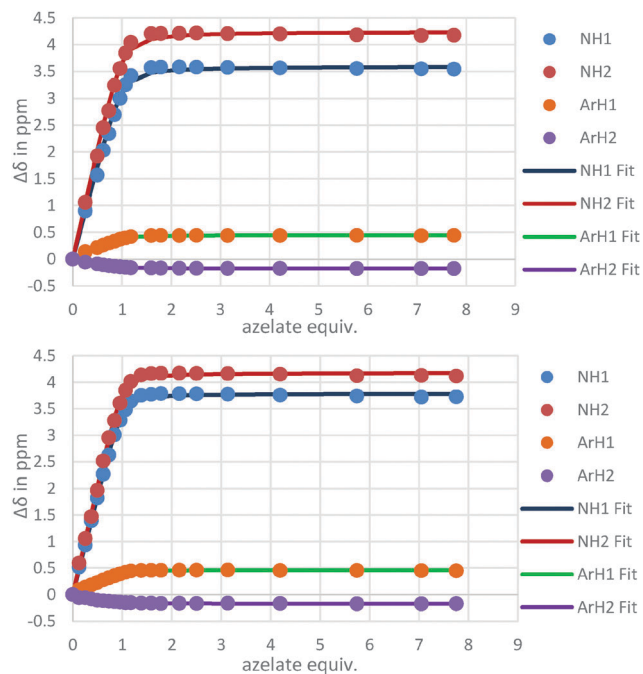 Δδ in ppm
4.5
4
3.5
3
2.5
2
1.5
1
0.5
0
-0.5
0 1 2 3 4 5 6 7 8 9
azelate equiv.
NH1
NH2
ArH1
ArH2
NH1 Fit
NH2 Fit
ArH1 Fit
ArH2 Fit
Δδ in ppm
4.5
4
3.5
3
2.5
2
1.5
1
0.5
0
-0.5
0 1 2 3 4 5 6 7 8 9
azelate equiv.
NH1
NH2
ArH1
ArH2
NH1 Fit
NH2 Fit
ArH1 Fit
ArH2 Fit